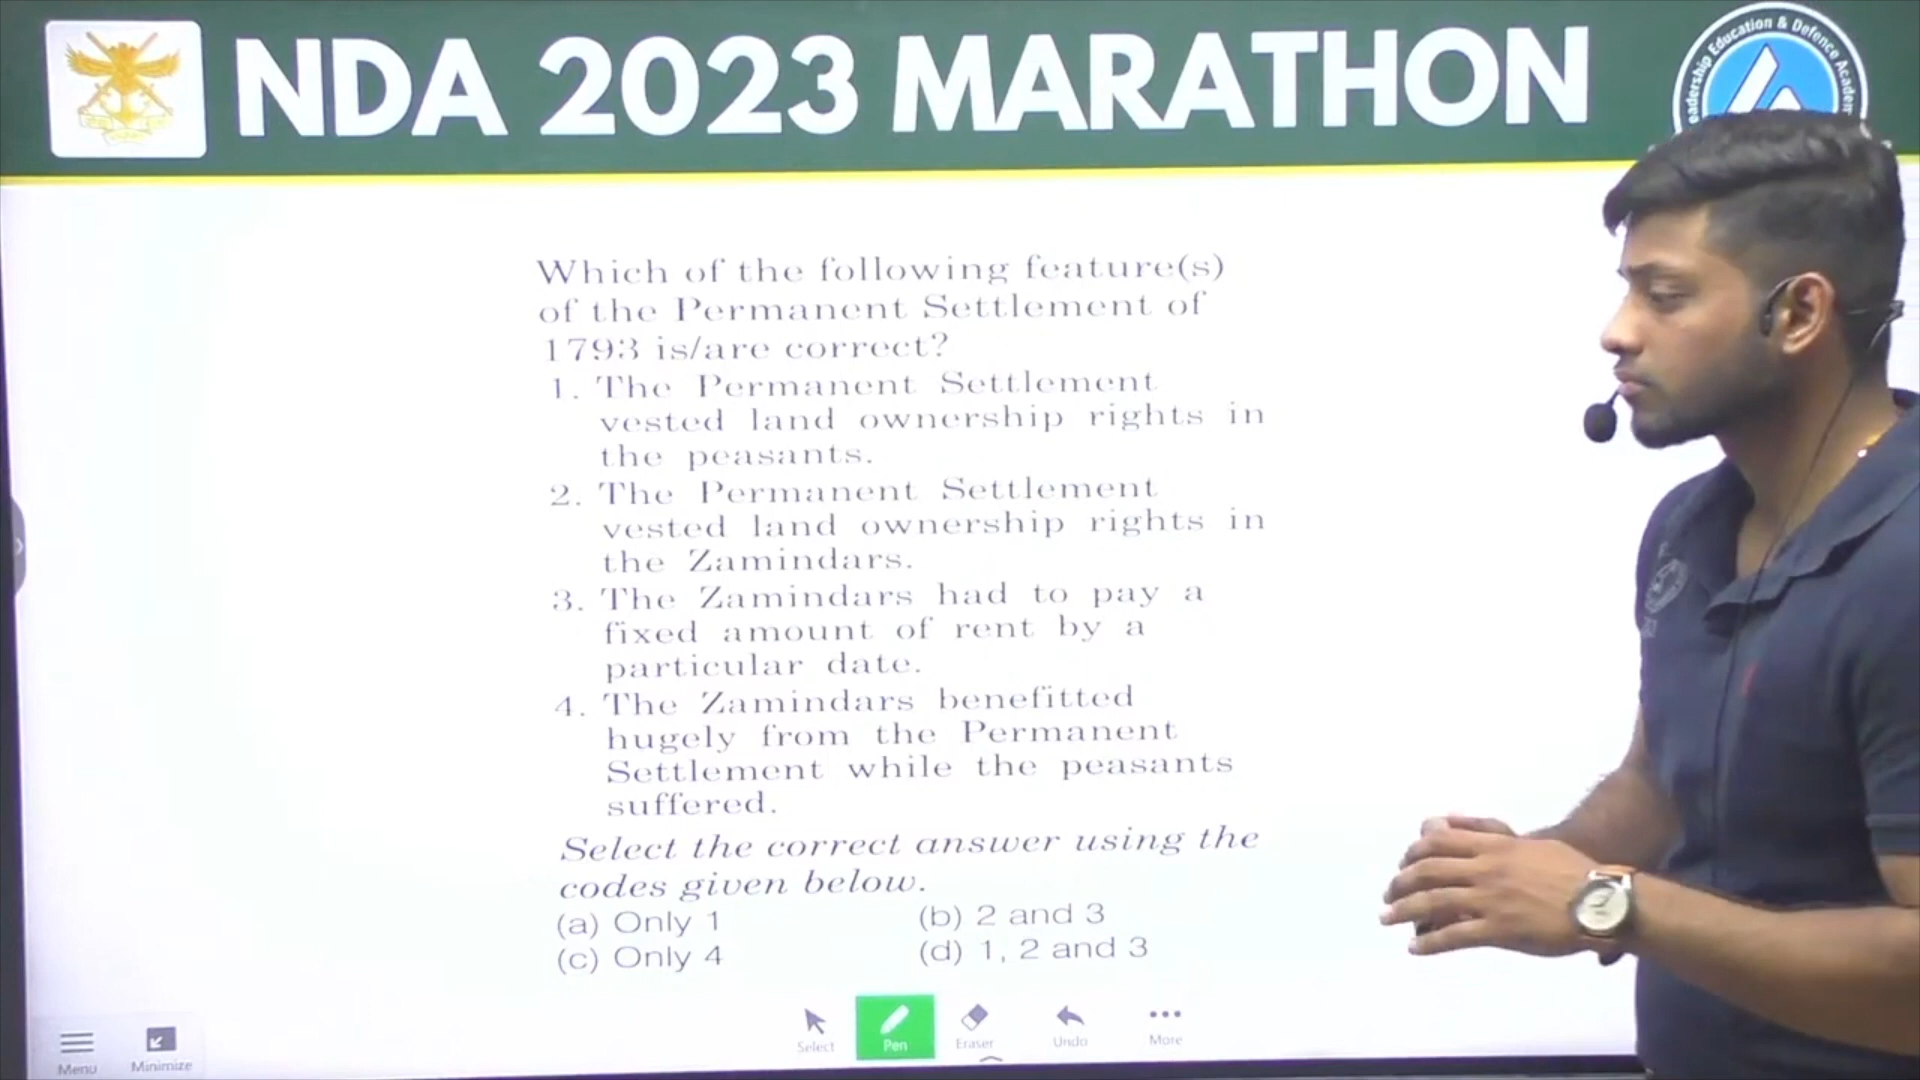 NDA 2023 MARATHON
Leadership Education & Defence Academy
Which of the following feature(s)
of the Permanent Settlement of
1793 is/are correct?
1. The Permanent Settlement
vested land ownership rights in
the peasants.
2. The Permanent Settlement
vested land ownership rights in
the Zamindars.
3. The Zamindars had to pay a
fixed amount of rent by a
particular date.
4. The Zamindars benefitted
hugely from the Permanent
Settlement while the peasants
suffered.
Select the correct answer using the
codes given below.
(a) Only 1 (b) 2 and 3
(c) Only 4 (d) 1, 2 and 3
Menu Minimize Select Pen Eraser Undo More